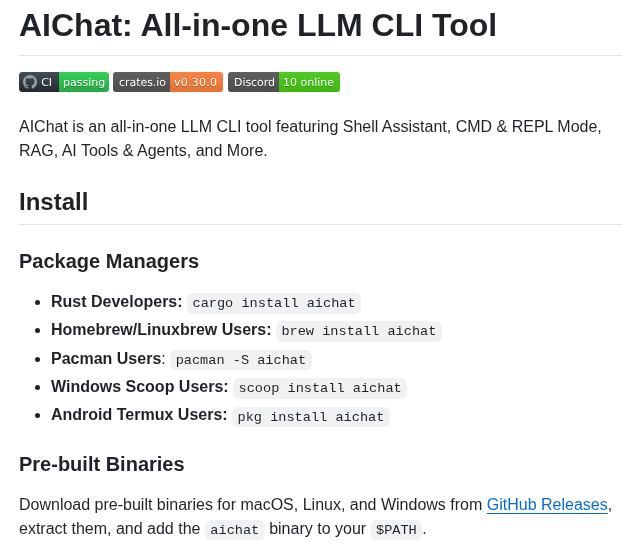 AIChat: All-in-one LLM CLI Tool
CI passing crates.io v0.30.0 Discord 10 online
AIChat is an all-in-one LLM CLI tool featuring Shell Assistant, CMD & REPL Mode,
RAG, AI Tools & Agents, and More.
Install
Package Managers
Rust Developers: cargo install aichat
Homebrew/Linuxbrew Users: brew install aichat
Pacman Users: pacman -S aichat
Windows Scoop Users: scoop install aichat
Android Termux Users: pkg install aichat
Pre-built Binaries
Download pre-built binaries for macOS, Linux, and Windows from GitHub Releases,
extract them, and add the aichat binary to your $PATH.